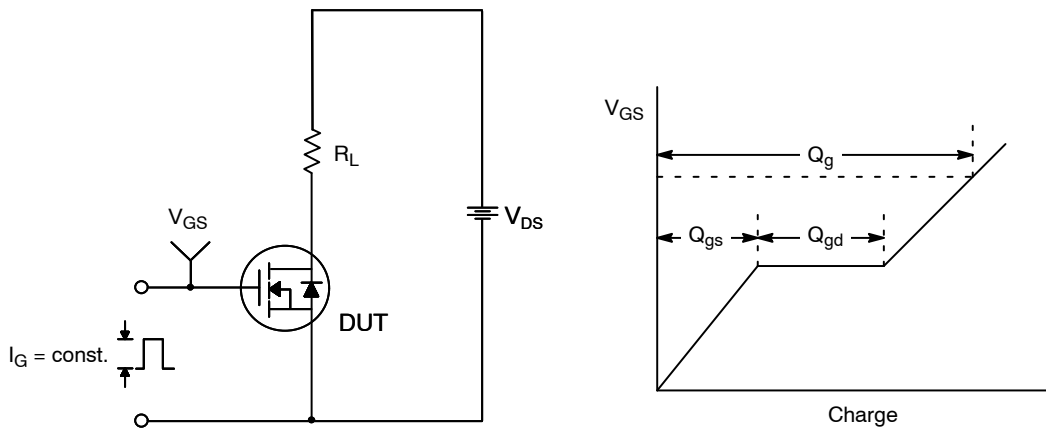 R_L
V_GS
V_DS
DUT
I_G = const.
V_GS
Q_g
Q_gs
Q_gd
Charge